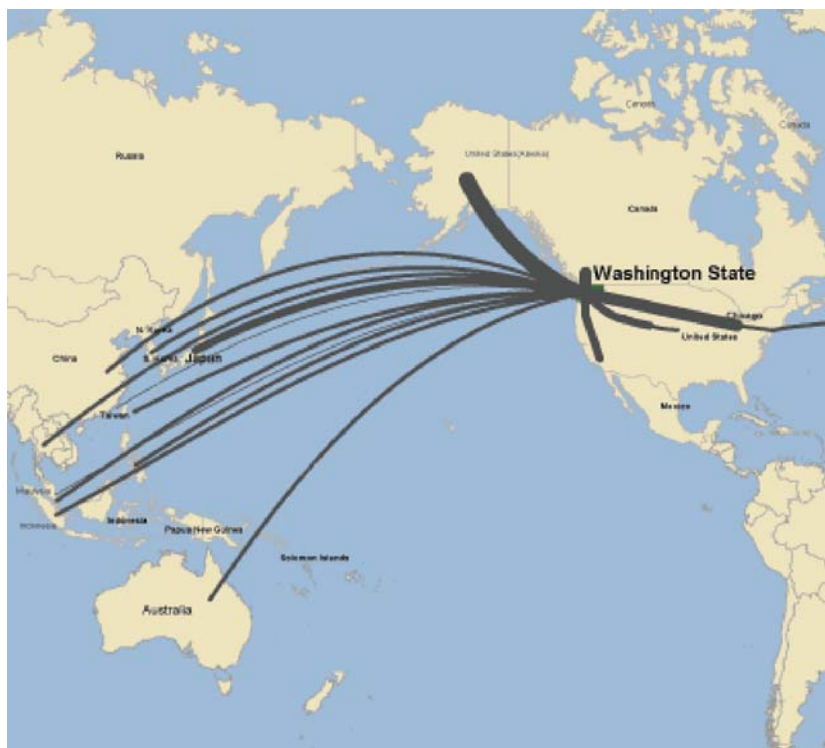 Canada
Canada
Russia
United States(Alaska)
Canada
Washington State
Chicago
N. Korea
United States
China
S. Korea
Japan
Mexico
Taiwan
Malaysia
Indonesia
Indonesia
Papua New Guinea
Solomon Islands
Australia